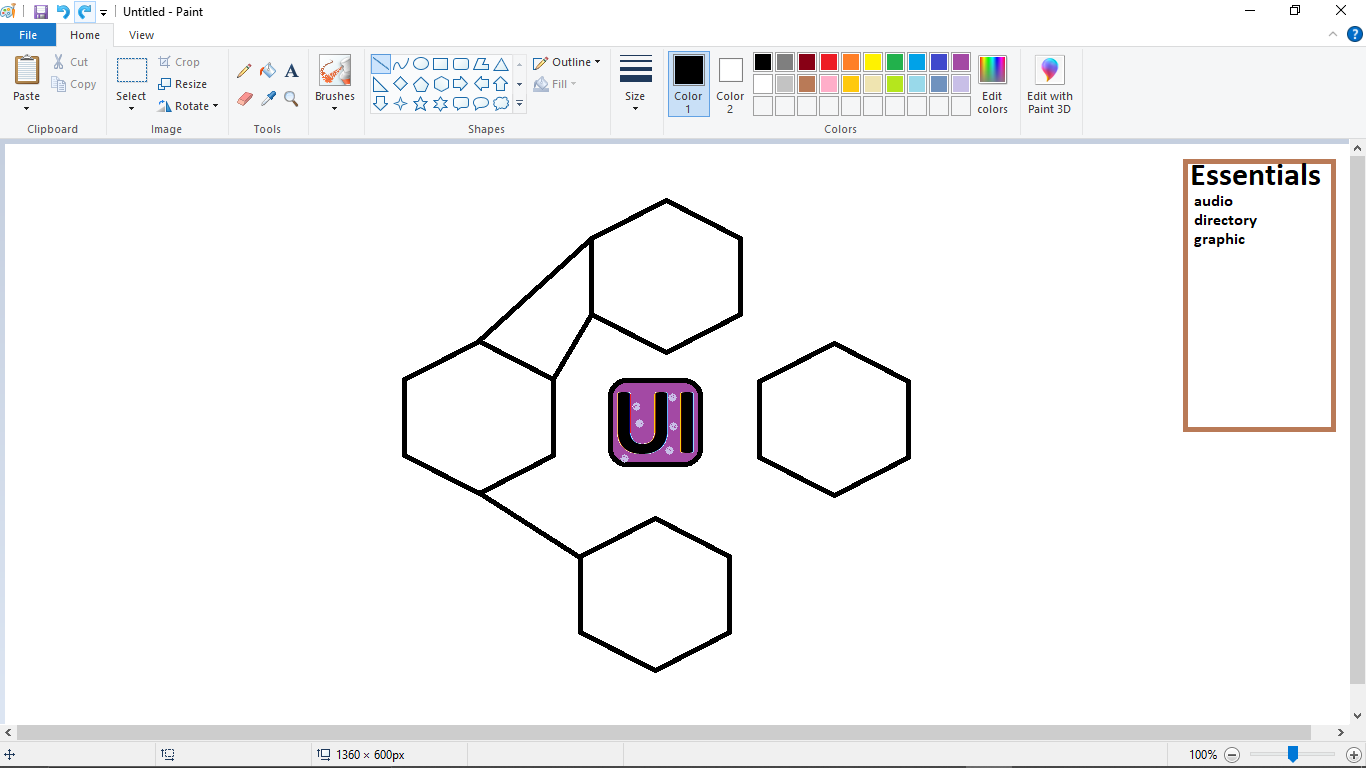 Untitled - Paint
File Home View
Paste
Cut
Copy
Clipboard
Select
Crop
Resize
Rotate
Image
A
Tools
Brushes
Shapes
Outline
Fill
Size
Color
1
Color
2
Colors
Edit
colors
Edit with
Paint 3D
?
Essentials
audio
directory
graphic
UI
1360 × 600px
100%